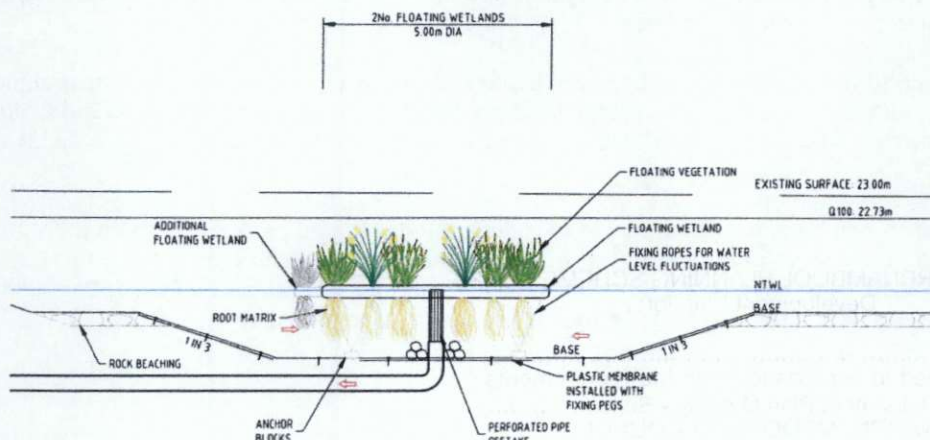 2No. FLOATING WETLANDS
5.00m DIA
FLOATING VEGETATION
EXISTING SURFACE: 23.00m
Q100: 22.73m
ADDITIONAL
FLOATING WETLAND
FLOATING WETLAND
FIXING ROPES FOR WATER
LEVEL FLUCTUATIONS
NTWL
BASE
ROOT MATRIX
1 IN 3
1 IN 3
BASE
ROCK BEACHING
PLASTIC MEMBRANE
INSTALLED WITH
FIXING PEGS
ANCHOR
BLOCKS
PERFORATED PIPE